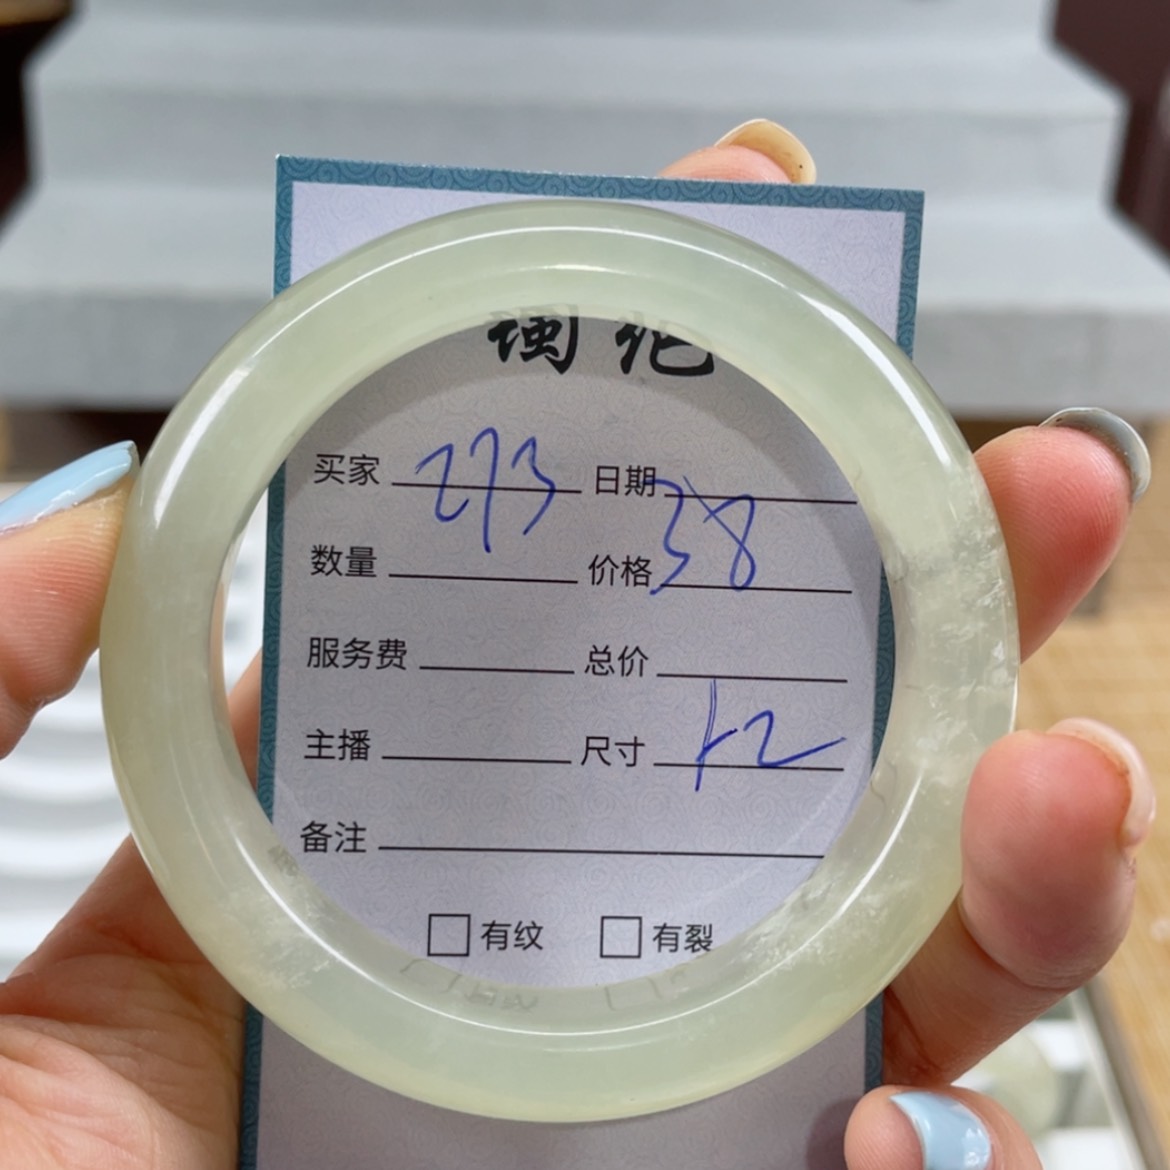 买家 273 日期
数量 价格 38
服务费 总价
主播 尺寸
备注
□ 有纹 □ 有裂